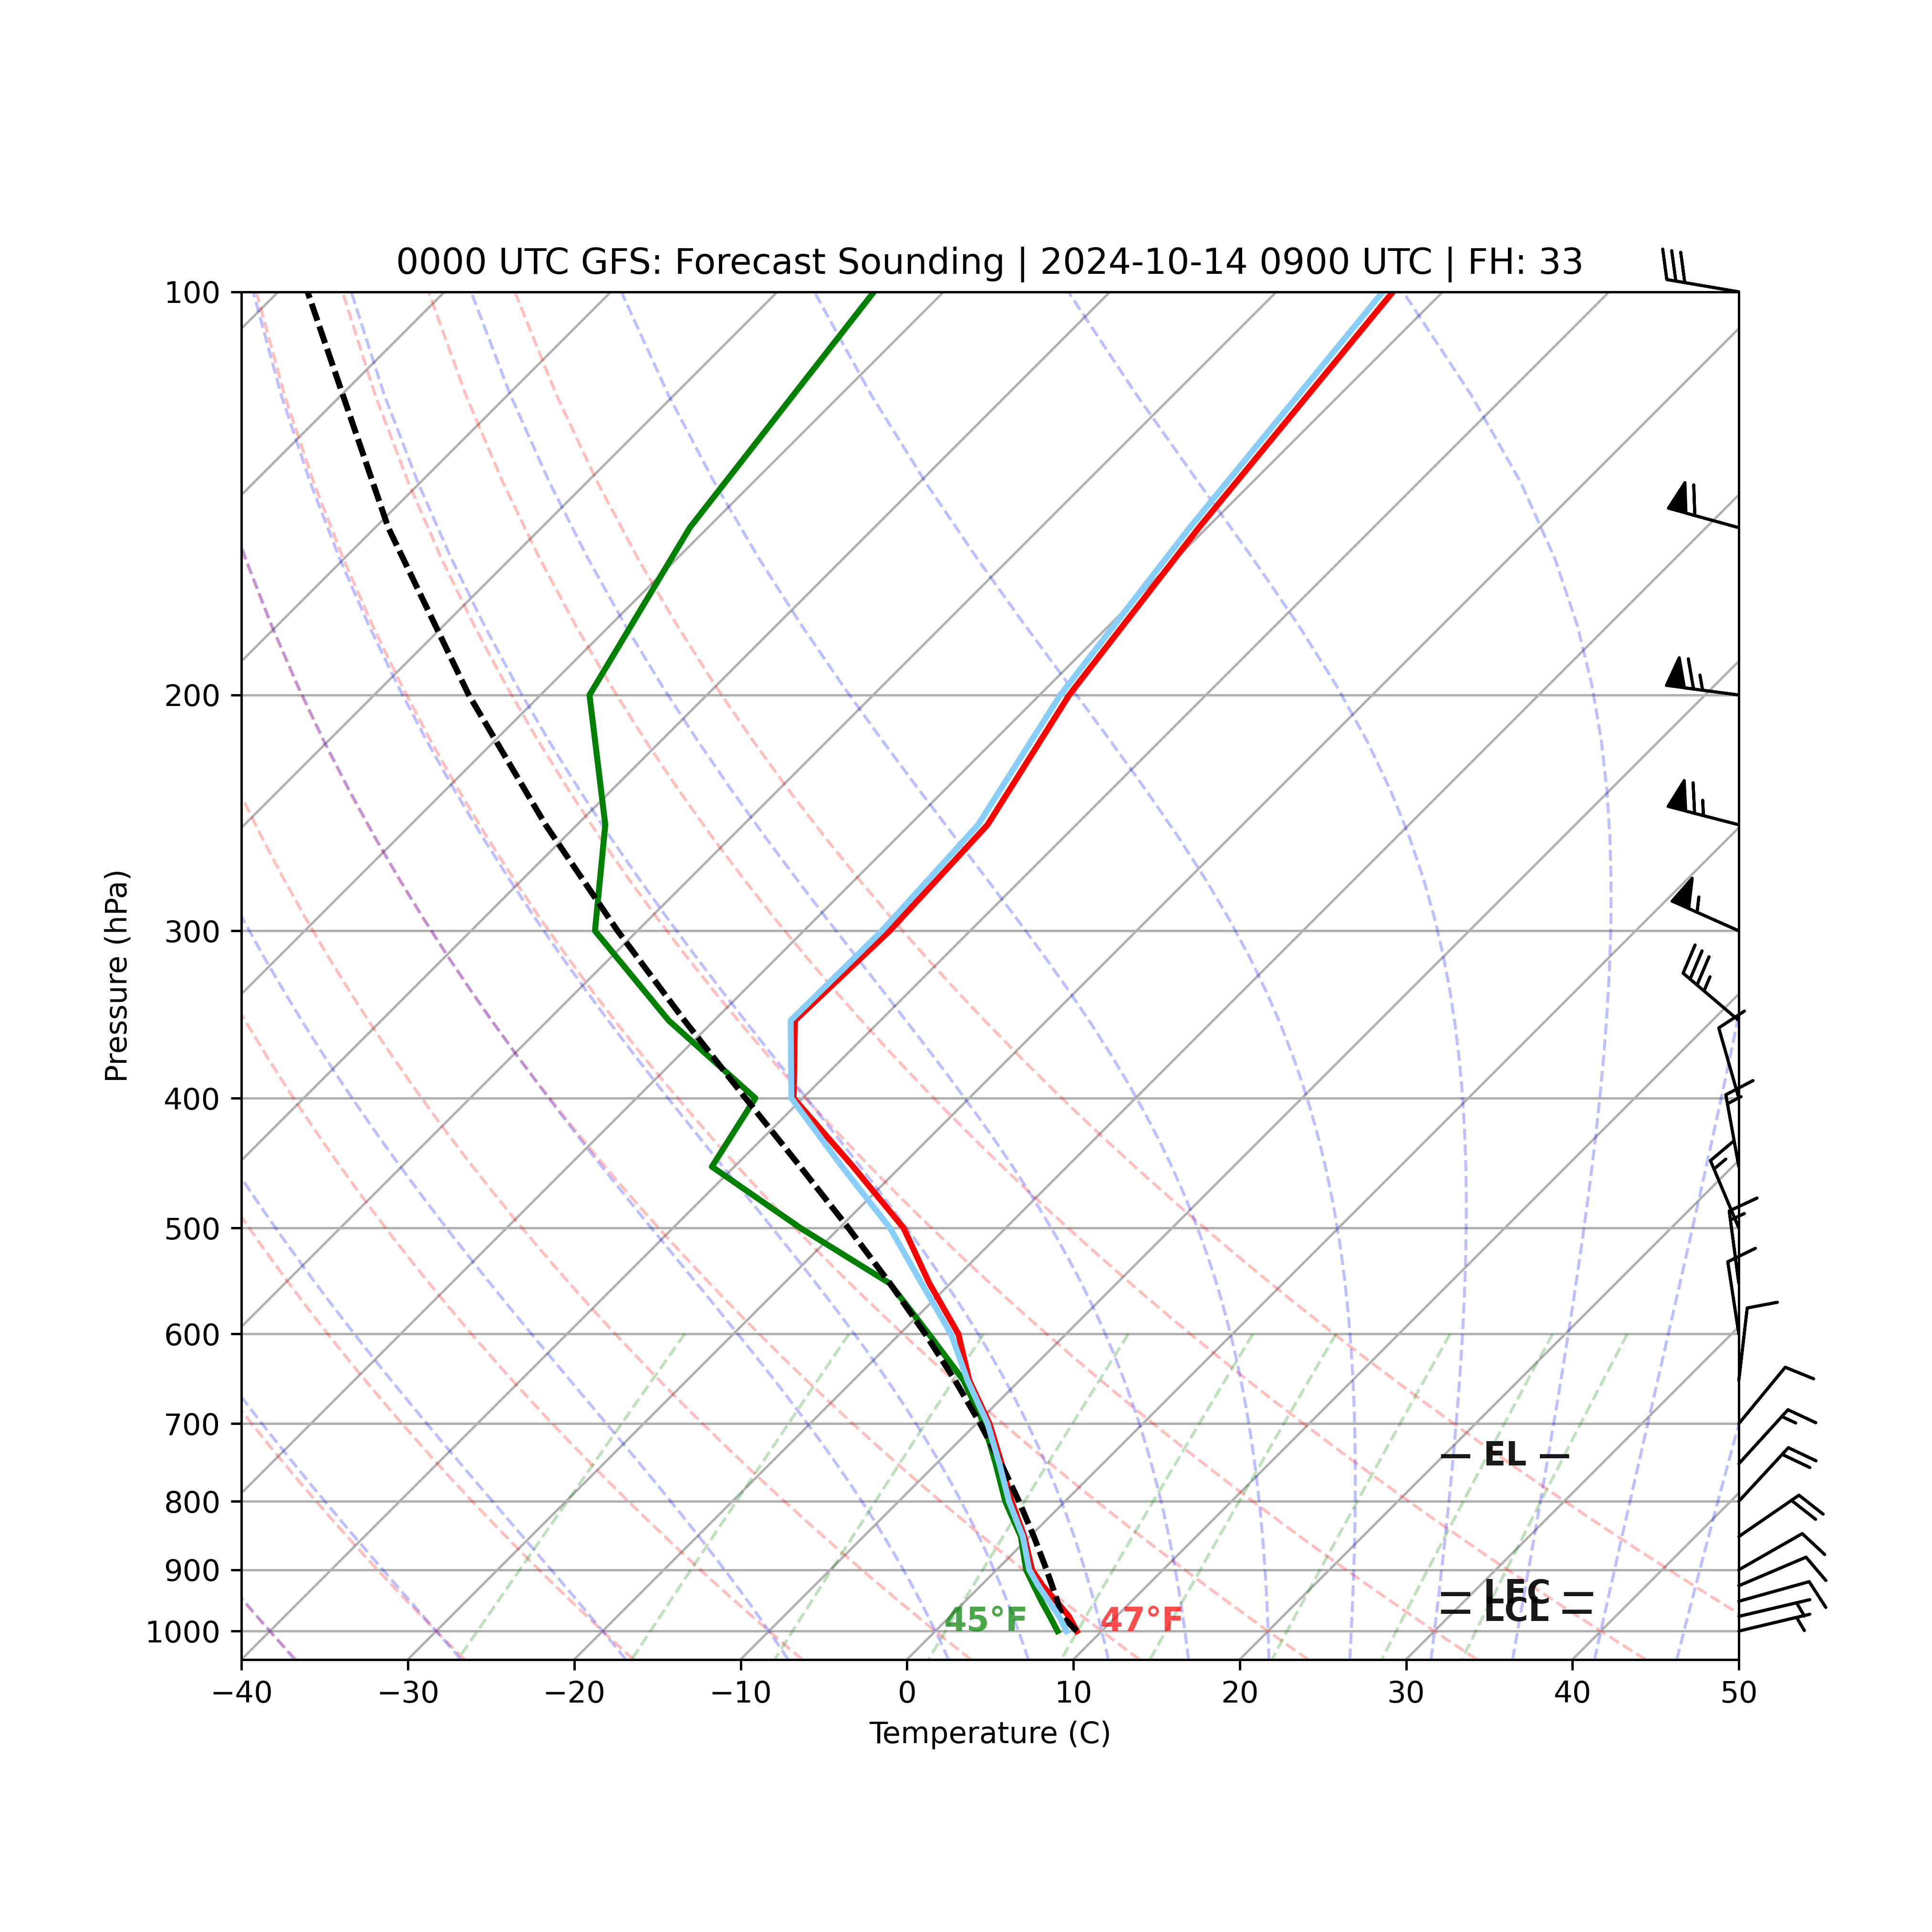 0000 UTC GFS: Forecast Sounding | 2024-10-14 0900 UTC | FH: 33
100
200
300
400
500
600
700
800
900
1000
Pressure (hPa)
— EL —
— LFC —
— LCL —
45°F
47°F
−40
−30
−20
−10
0
10
20
30
40
50
Temperature (C)